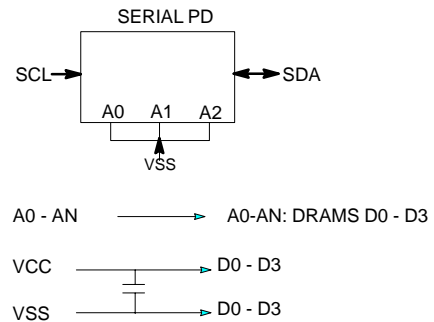 SERIAL PD
SCL SDA
A0 A1 A2
VSS
A0 - AN A0-AN: DRAMS D0 - D3
VCC D0 - D3
VSS D0 - D3